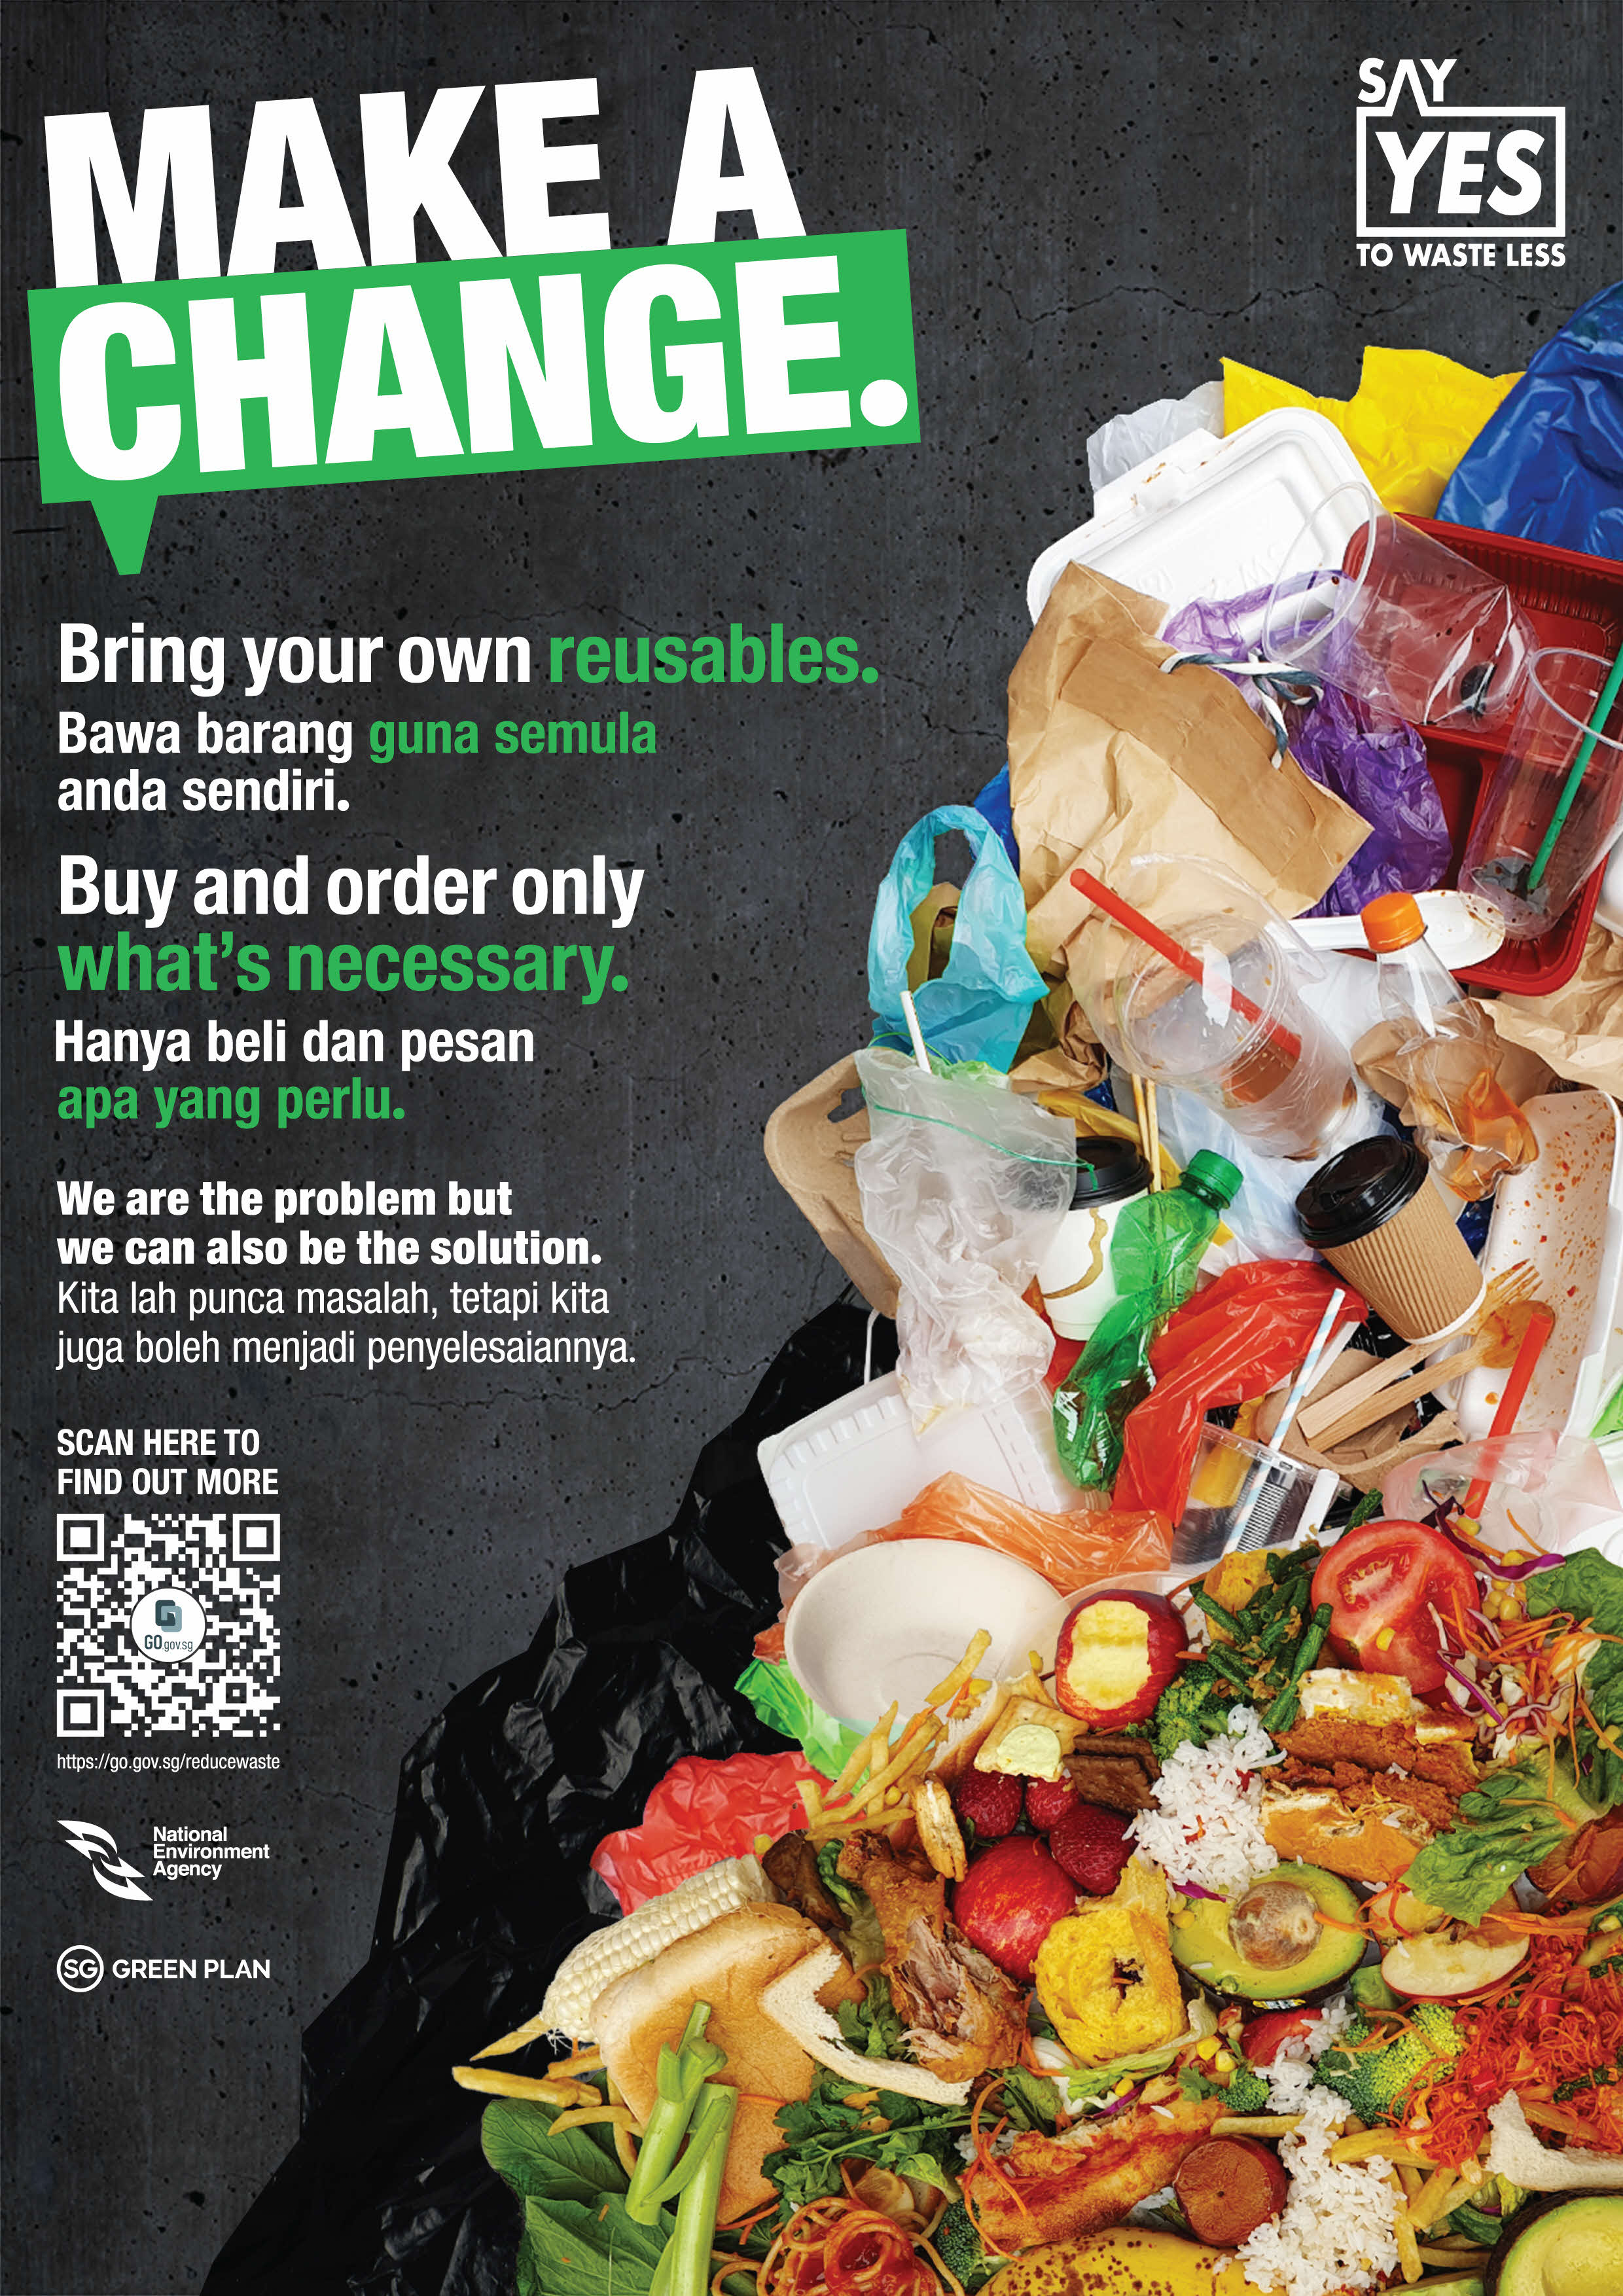 MAKE A
CHANGE.
SAY
YES
TO WASTE LESS
Bring your own reusables.
Bawa barang guna semula
anda sendiri.
Buy and order only
what's necessary.
Hanya beli dan pesan
apa yang perlu.
We are the problem but
we can also be the solution.
Kita lah punca masalah, tetapi kita
juga boleh menjadi penyelesaiannya.
SCAN HERE TO
FIND OUT MORE
GO.gov.sg
https://go.gov.sg/reducewaste
National
Environment
Agency
SG GREEN PLAN